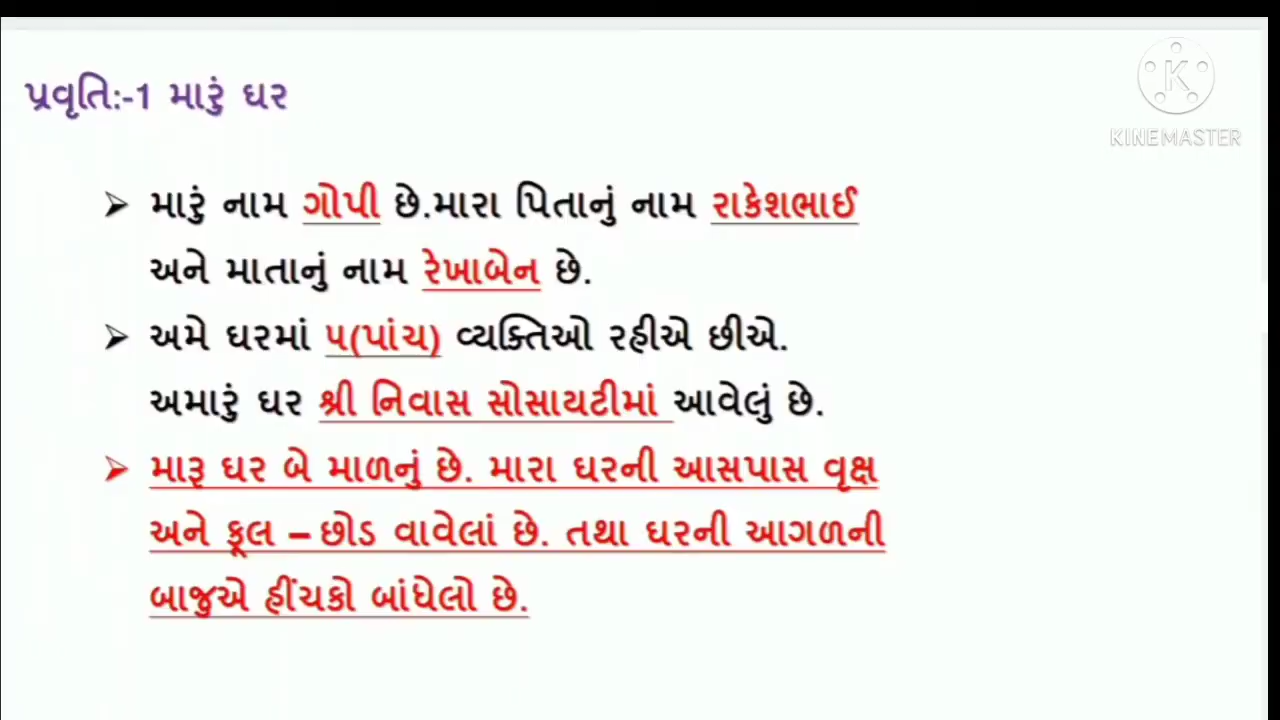 પ્રવૃતિ:-1 મારું ઘર
KINEMASTER
➢ મારું નામ ગોપી છે.મારા પિતાનું નામ રાકેશભાઈ
અને માતાનું નામ રેખાબેન છે.
➢ અમે ઘરમાં ૫(પાંચ) વ્યક્તિઓ રહીએ છીએ.
અમારું ઘર શ્રી નિવાસ સોસાયટીમાં આવેલું છે.
➢ મારૂ ઘર બે માળનું છે. મારા ઘરની આસપાસ વૃક્ષ
અને ફૂલ – છોડ વાવેલાં છે. તથા ઘરની આગળની
બાજુએ હીંચકો બાંધેલો છે.